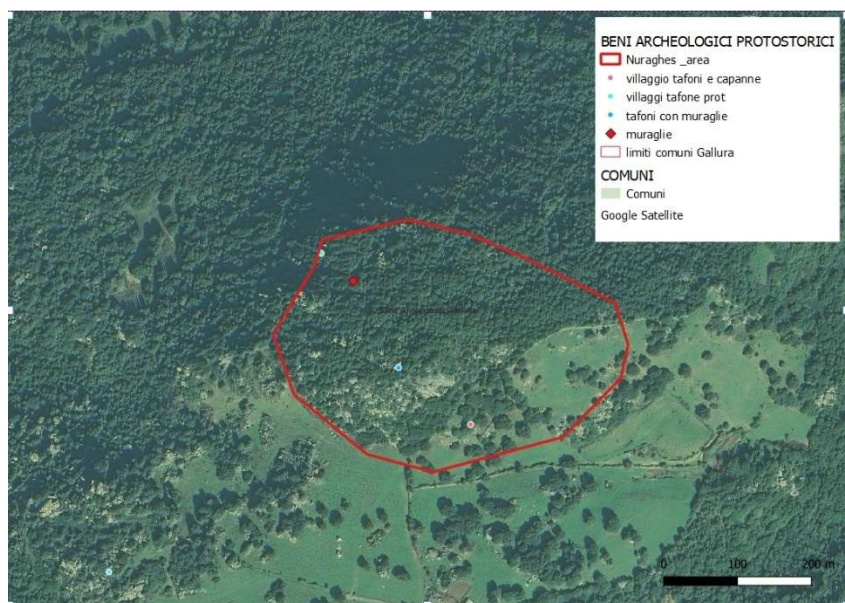 BENI ARCHEOLOGICI PROTOSTORICI
Nuraghes _area
villaggio tafoni e capanne
villaggi tafone prot
tafoni con muraglie
muraglie
limiti comuni Gallura
COMUNI
Comuni
Google Satellite
0 100 200 m